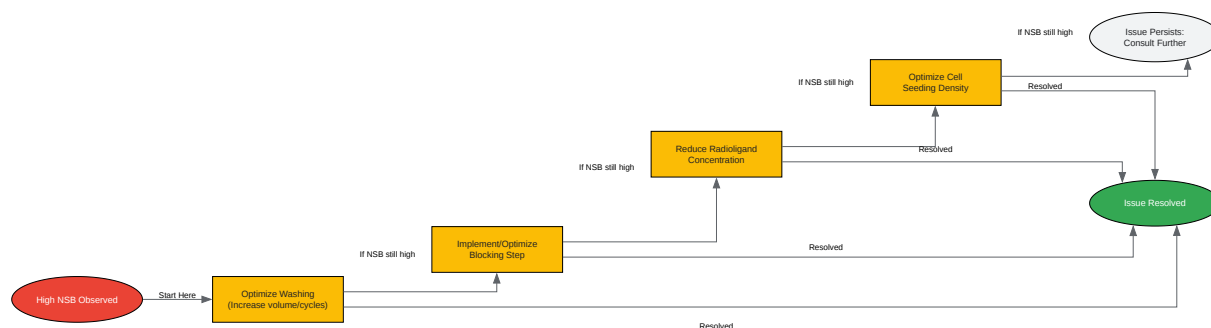 If NSB still high
Issue Persists:
Consult Further
If NSB still high
Optimize Cell
Seeding Density
Resolved
If NSB still high
Reduce Radioligand
Concentration
Resolved
Issue Resolved
If NSB still high
Implement/Optimize
Blocking Step
Resolved
High NSB Observed
Start Here
Optimize Washing
(Increase volume/cycles)
Resolved